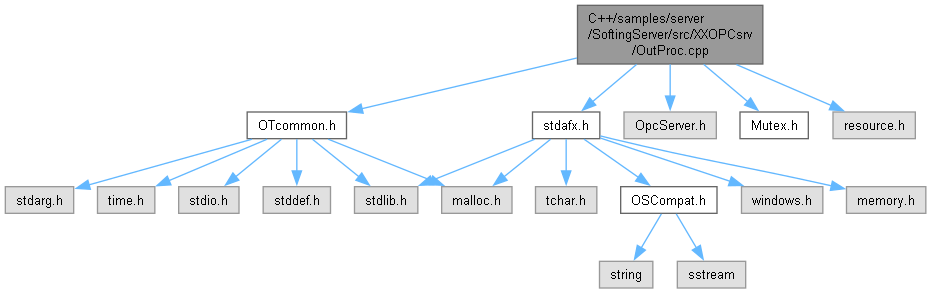 C++/samples/server
/SoftingServer/src/XXOPCsrv
/OutProc.cpp
OTcommon.h
stdafx.h
OpcServer.h
Mutex.h
resource.h
stdarg.h
time.h
stdio.h
stddef.h
stdlib.h
malloc.h
tchar.h
OSCompat.h
windows.h
memory.h
string
sstream